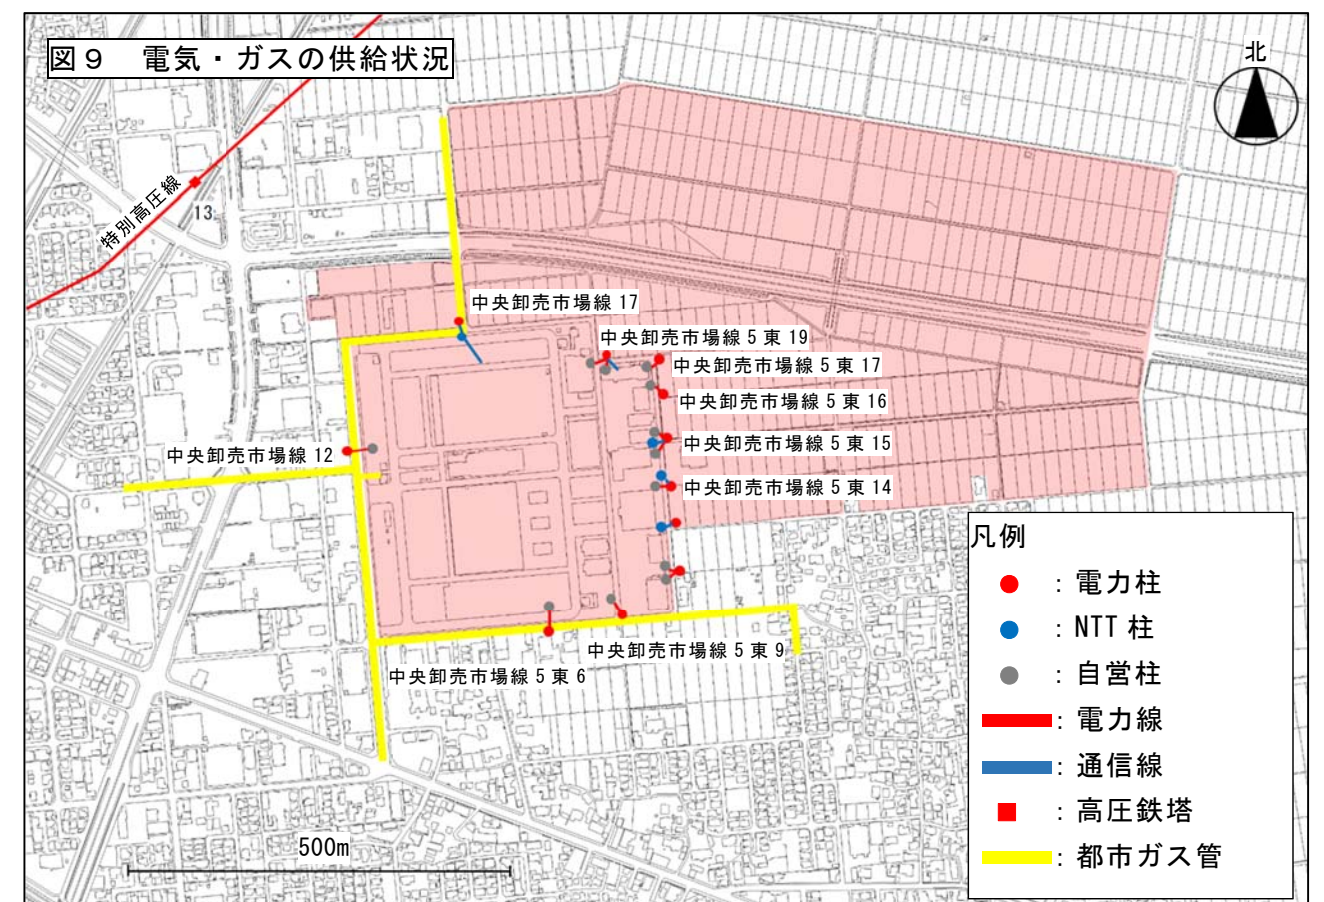 図９　電気・ガスの供給状況
北
特別高圧線
13
中央卸売市場線 17
中央卸売市場線 5 東 19
中央卸売市場線 5 東 17
中央卸売市場線 5 東 16
中央卸売市場線 12
中央卸売市場線 5 東 15
中央卸売市場線 5 東 14
中央卸売市場線 5 東 9
中央卸売市場線 5 東 6
500m
凡例
：電力柱
：NTT 柱
：自営柱
：電力線
：通信線
：高圧鉄塔
：都市ガス管